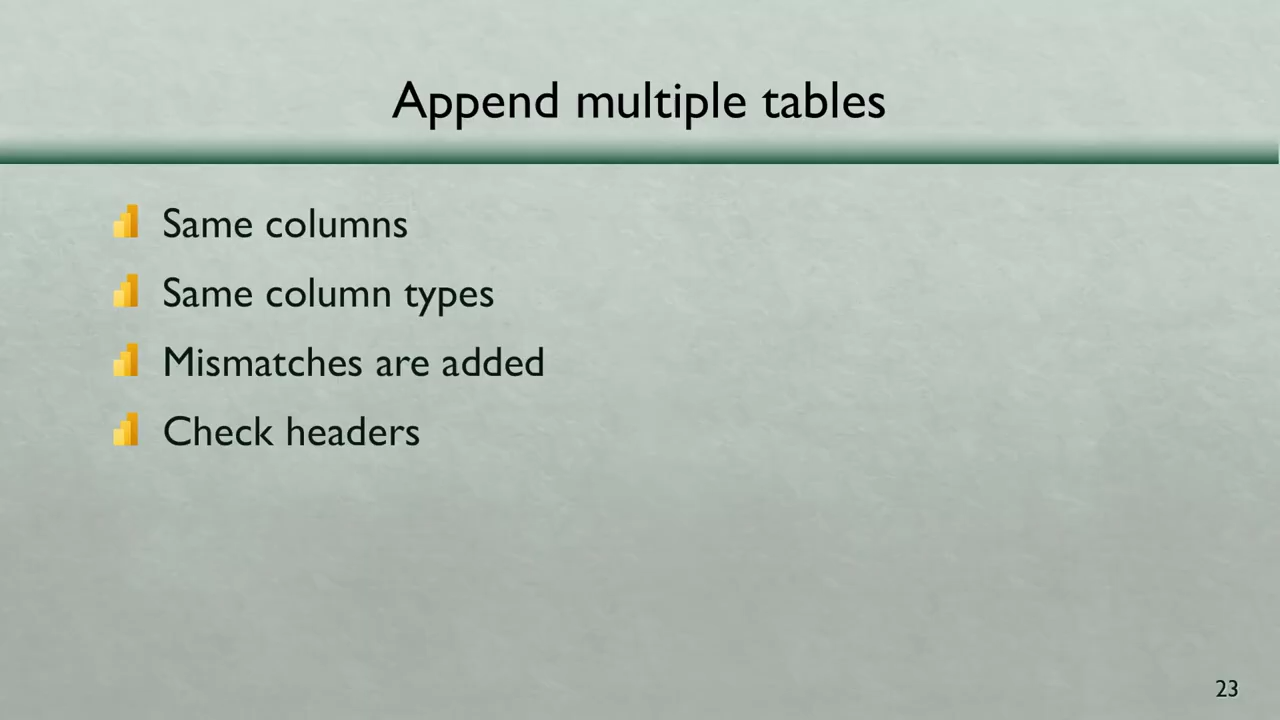 Append multiple tables
Same columns
Same column types
Mismatches are added
Check headers
23